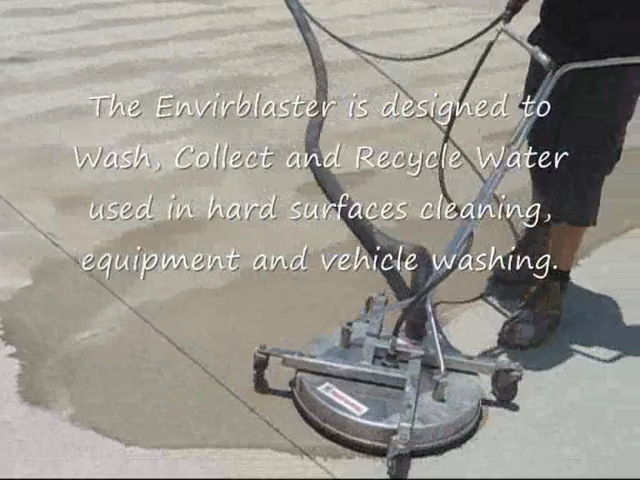 The Envirblaster is designed to
Wash, Collect and Recycle Water
used in hard surfaces cleaning,
equipment and vehicle washing.